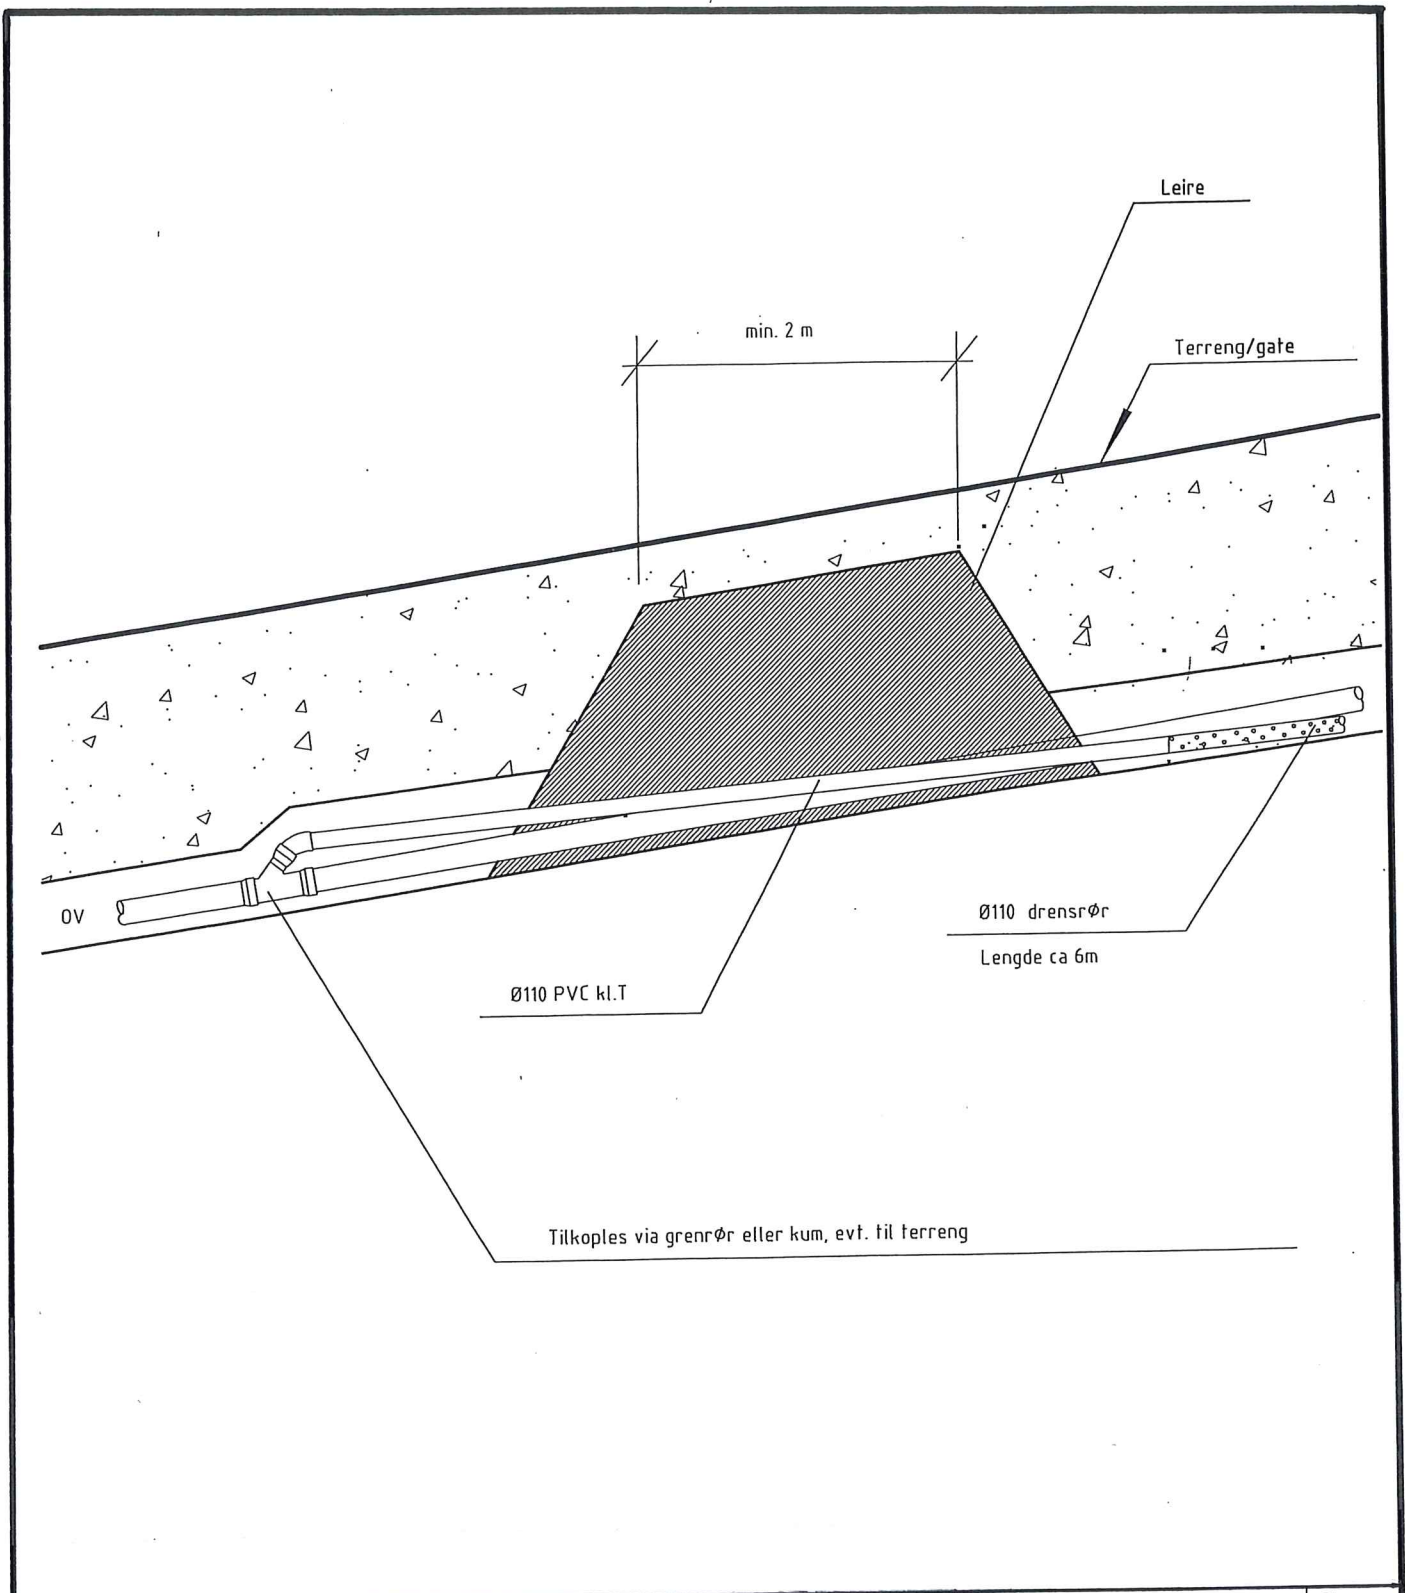 Leire
min. 2 m
Terreng/gate
OV
Ø110 drensrØr
Lengde ca 6m
Ø110 PVC kl.T
Tilkoples via grenrØr eller kum, evt. til terreng